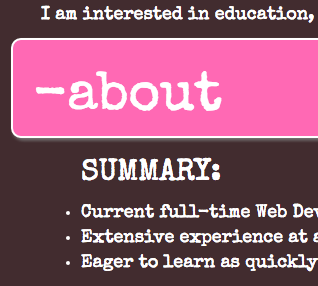 I am interested in education,
-about
SUMMARY:
• Current full-time Web Dev
• Extensive experience at a
• Eager to learn as quickly